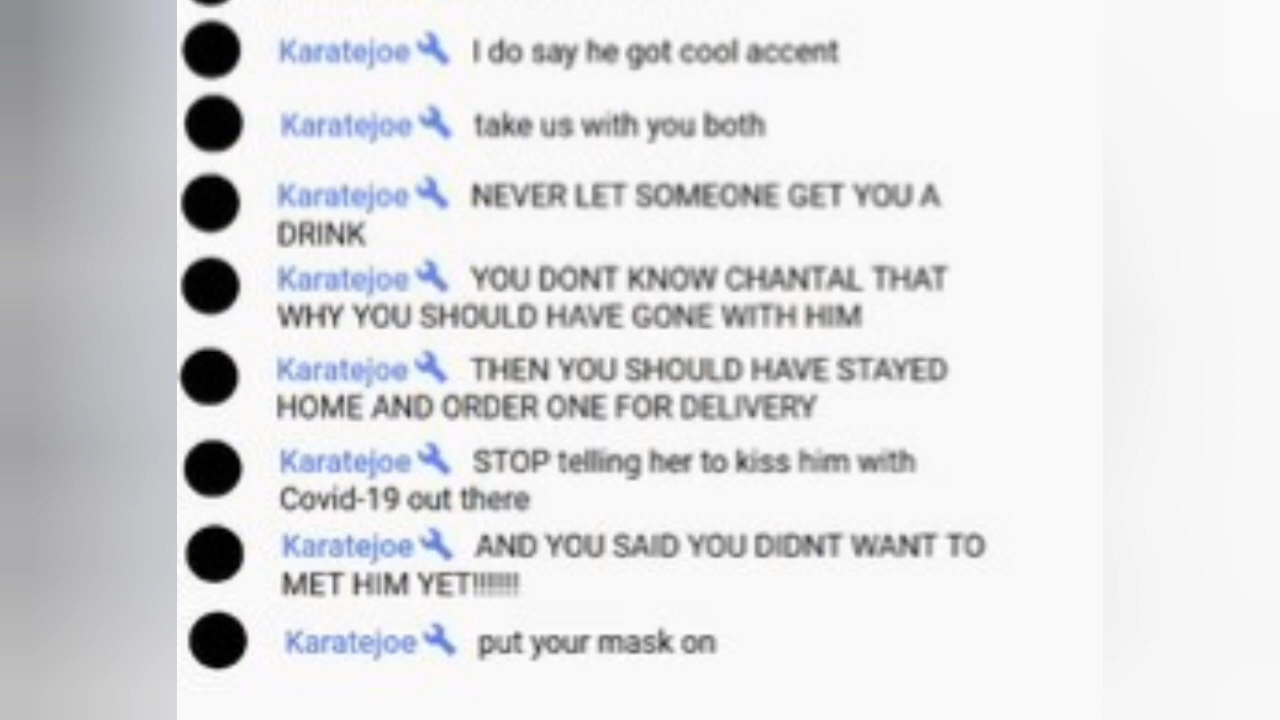 Karatejoe I do say he got cool accent
Karatejoe take us with you both
Karatejoe NEVER LET SOMEONE GET YOU A
DRINK
Karatejoe YOU DONT KNOW CHANTAL THAT
WHY YOU SHOULD HAVE GONE WITH HIM
Karatejoe THEN YOU SHOULD HAVE STAYED
HOME AND ORDER ONE FOR DELIVERY
Karatejoe STOP telling her to kiss him with
Covid-19 out there
Karatejoe AND YOU SAID YOU DIDNT WANT TO
MET HIM YET!!!!!!
Karatejoe put your mask on